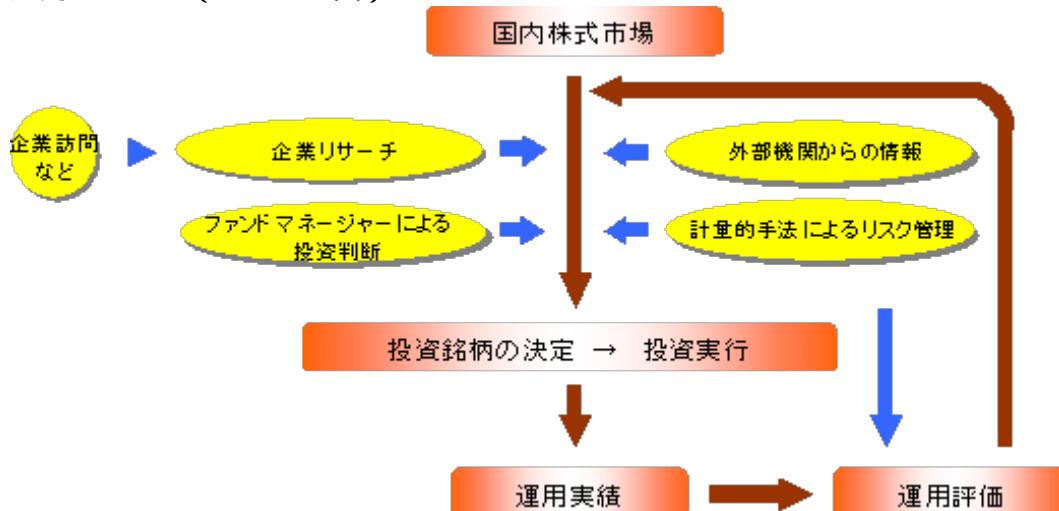 国内株式市場
企業訪問
など
企業リサーチ
外部機関からの情報
ファンドマネージャーによる
投資判断
計量的手法によるリスク管理
投資銘柄の決定 → 投資実行
運用実績
運用評価